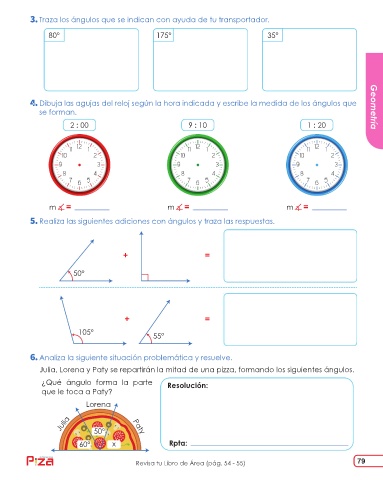 3. Traza los ángulos que se indican con ayuda de tu transportador.
80° 175° 35°
4. Dibuja las agujas del reloj según la hora indicada y escribe la medida de los ángulos que
se forman.
2 : 00 9 : 10 1 : 20
11 12 1
10 2
9 3
8 4
7 6 5
11 12 1
10 2
9 3
8 4
7 6 5
11 12 1
10 2
9 3
8 4
7 6 5
m ∡ = ________ m ∡ = ________ m ∡ = ________
5. Realiza las siguientes adiciones con ángulos y traza las respuestas.
50° + =
105° + 55° =
6. Analiza la siguiente situación problemática y resuelve.
Julia, Lorena y Paty se repartirán la mitad de una pizza, formando los siguientes ángulos.
¿Qué ángulo forma la parte
que le toca a Paty?
Resolución:
Lorena
Julia
Paty
50°
60° x
Rpta: ________
Geometría
Revisa tu Libro de Área (pág. 54 - 55)
79